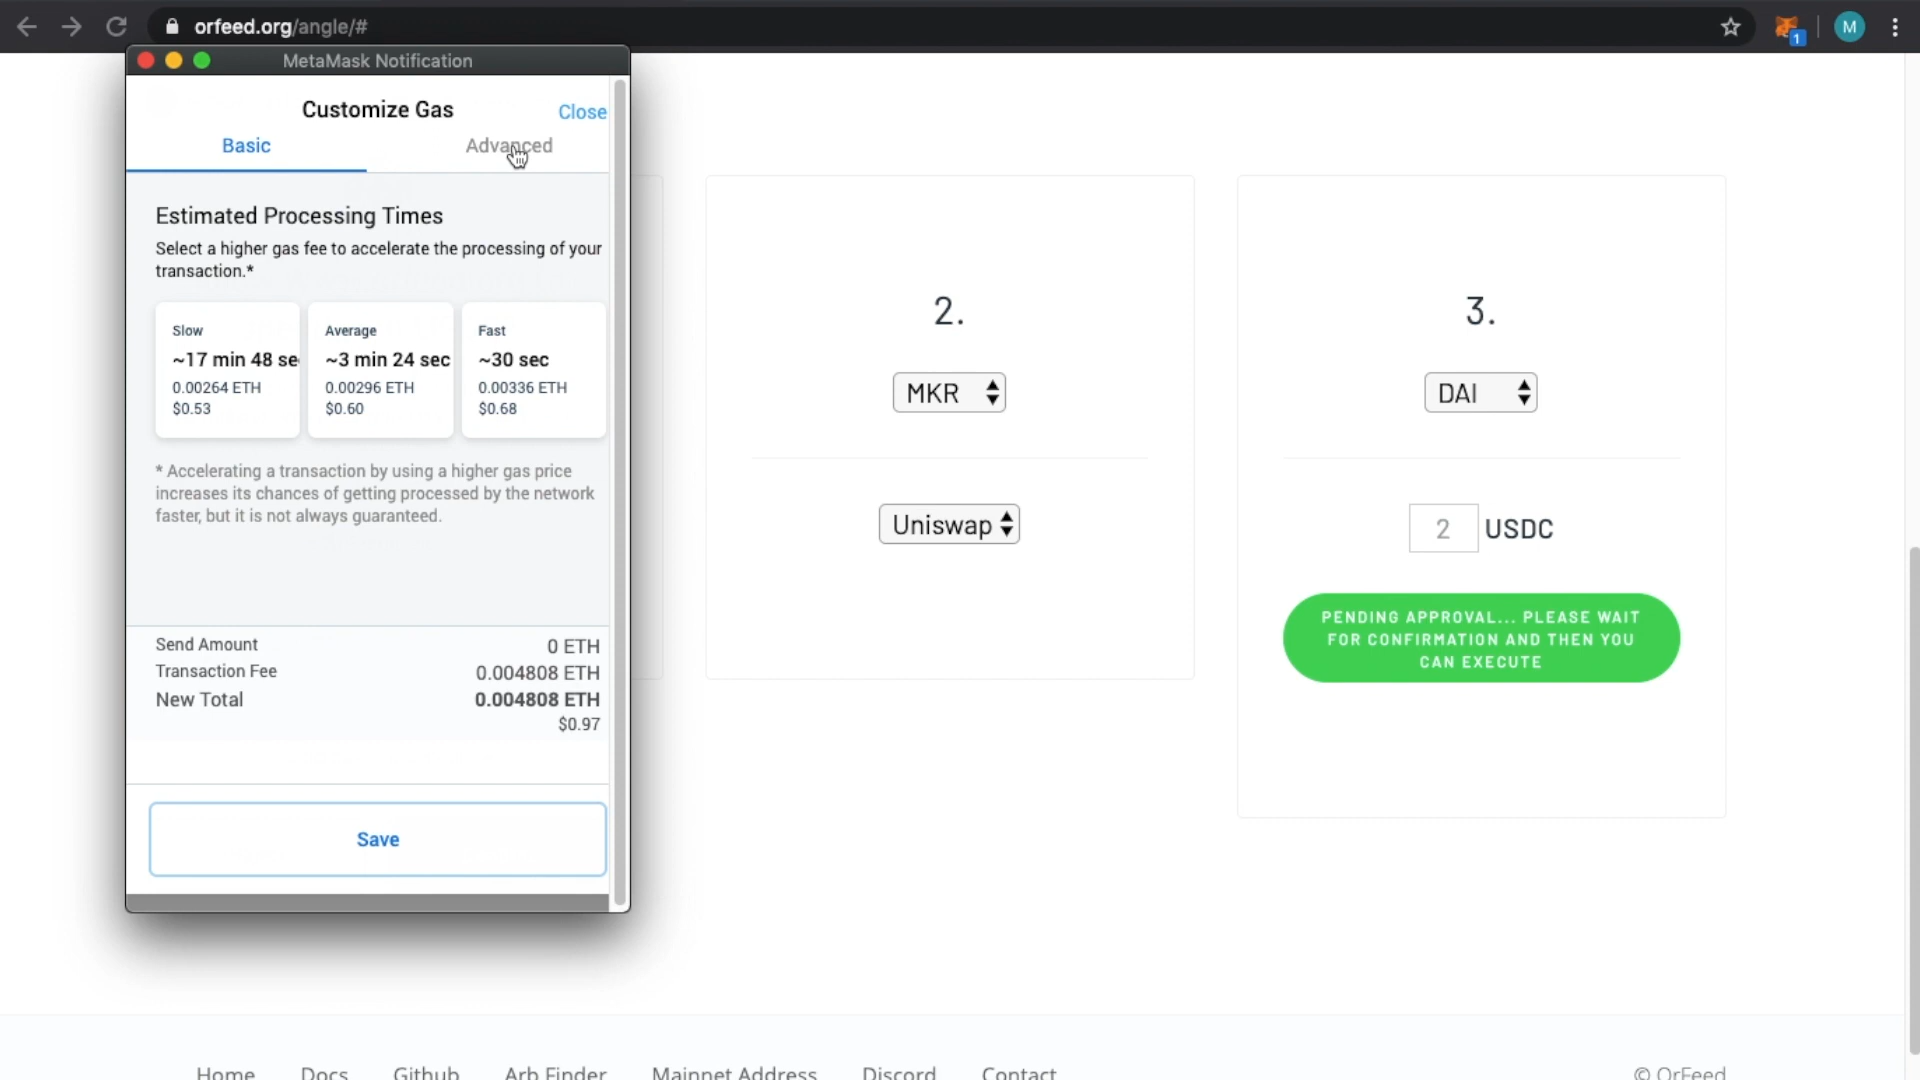 orfeed.org/angle/#
1
M
MetaMask Notification
Customize Gas
Close
Basic
Advanced
Estimated Processing Times
Select a higher gas fee to accelerate the processing of your
transaction.*
Slow
~17 min 48 se
0.00264 ETH
$0.53
Average
~3 min 24 sec
0.00296 ETH
$0.60
Fast
~30 sec
0.00336 ETH
$0.68
* Accelerating a transaction by using a higher gas price
increases its chances of getting processed by the network
faster, but it is not always guaranteed.
Send Amount
0 ETH
Transaction Fee
0.004808 ETH
New Total
0.004808 ETH
$0.97
Save
2.
MKR
Uniswap
3.
DAI
2 USDC
PENDING APPROVAL... PLEASE WAIT
FOR CONFIRMATION AND THEN YOU
CAN EXECUTE
Home Docs Github Arb Finder Mainnet Address Discord Contact
© OrFeed